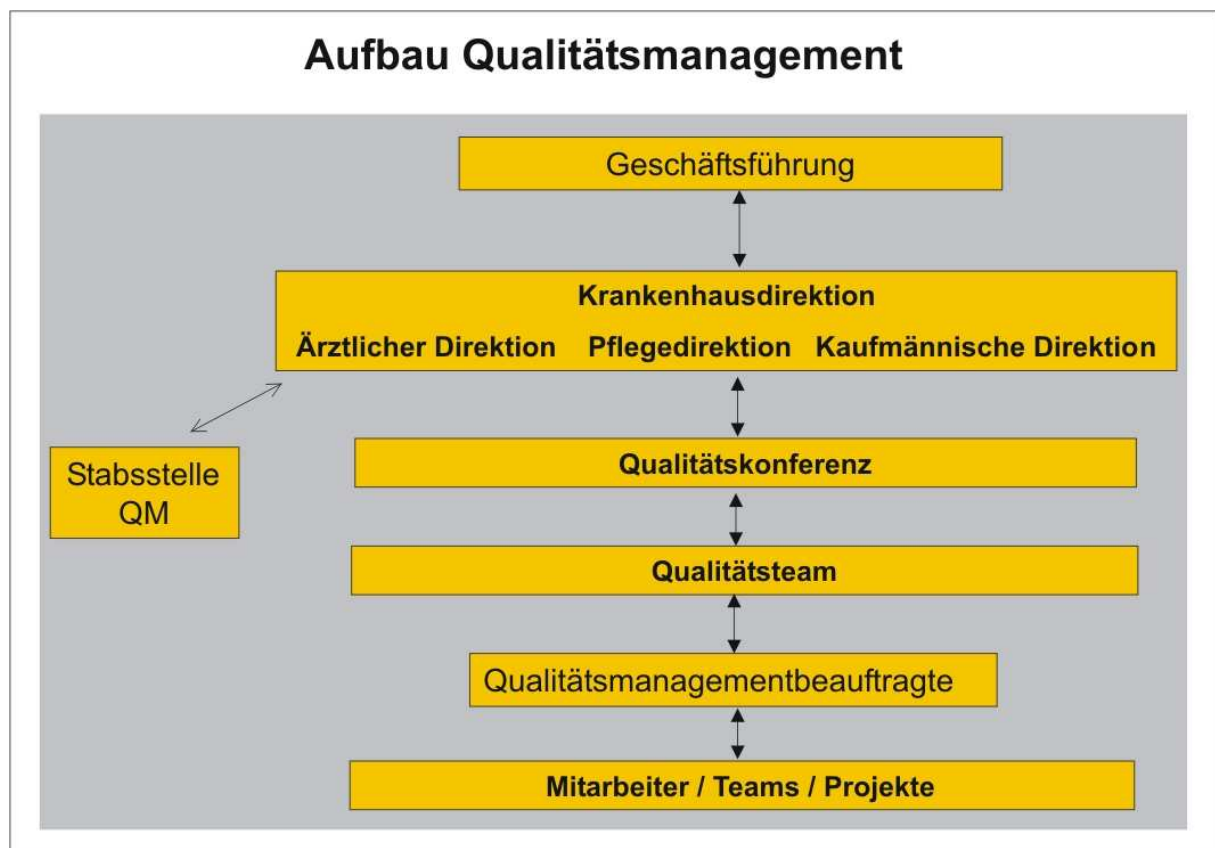 Aufbau Qualitätsmanagement
Geschäftsführung
Krankenhausdirektion
Ärztlicher Direktion Pflegedirektion Kaufmännische Direktion
Stabsstelle
QM
Qualitätskonferenz
Qualitätsteam
Qualitätsmanagementbeauftragte
Mitarbeiter / Teams / Projekte